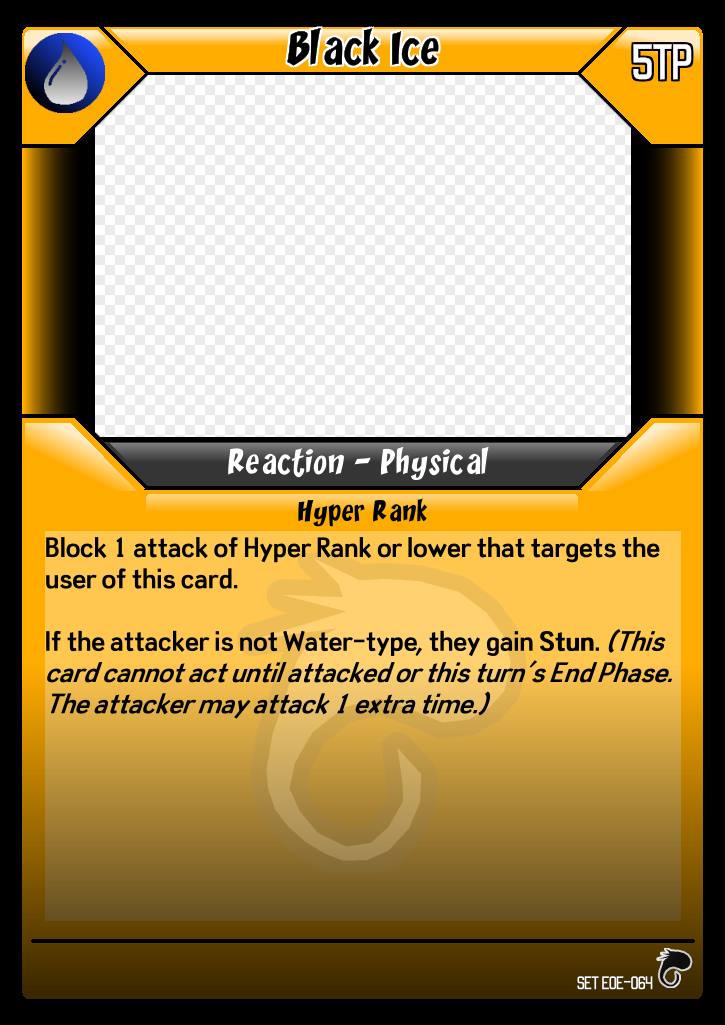 Black Ice
5TP
Reaction - Physical
Hyper Rank
Block 1 attack of Hyper Rank or lower that targets the
user of this card.
If the attacker is not Water-type, they gain Stun. (This
card cannot act until attacked or this turn's End Phase.
The attacker may attack 1 extra time.)
SET EOE-064